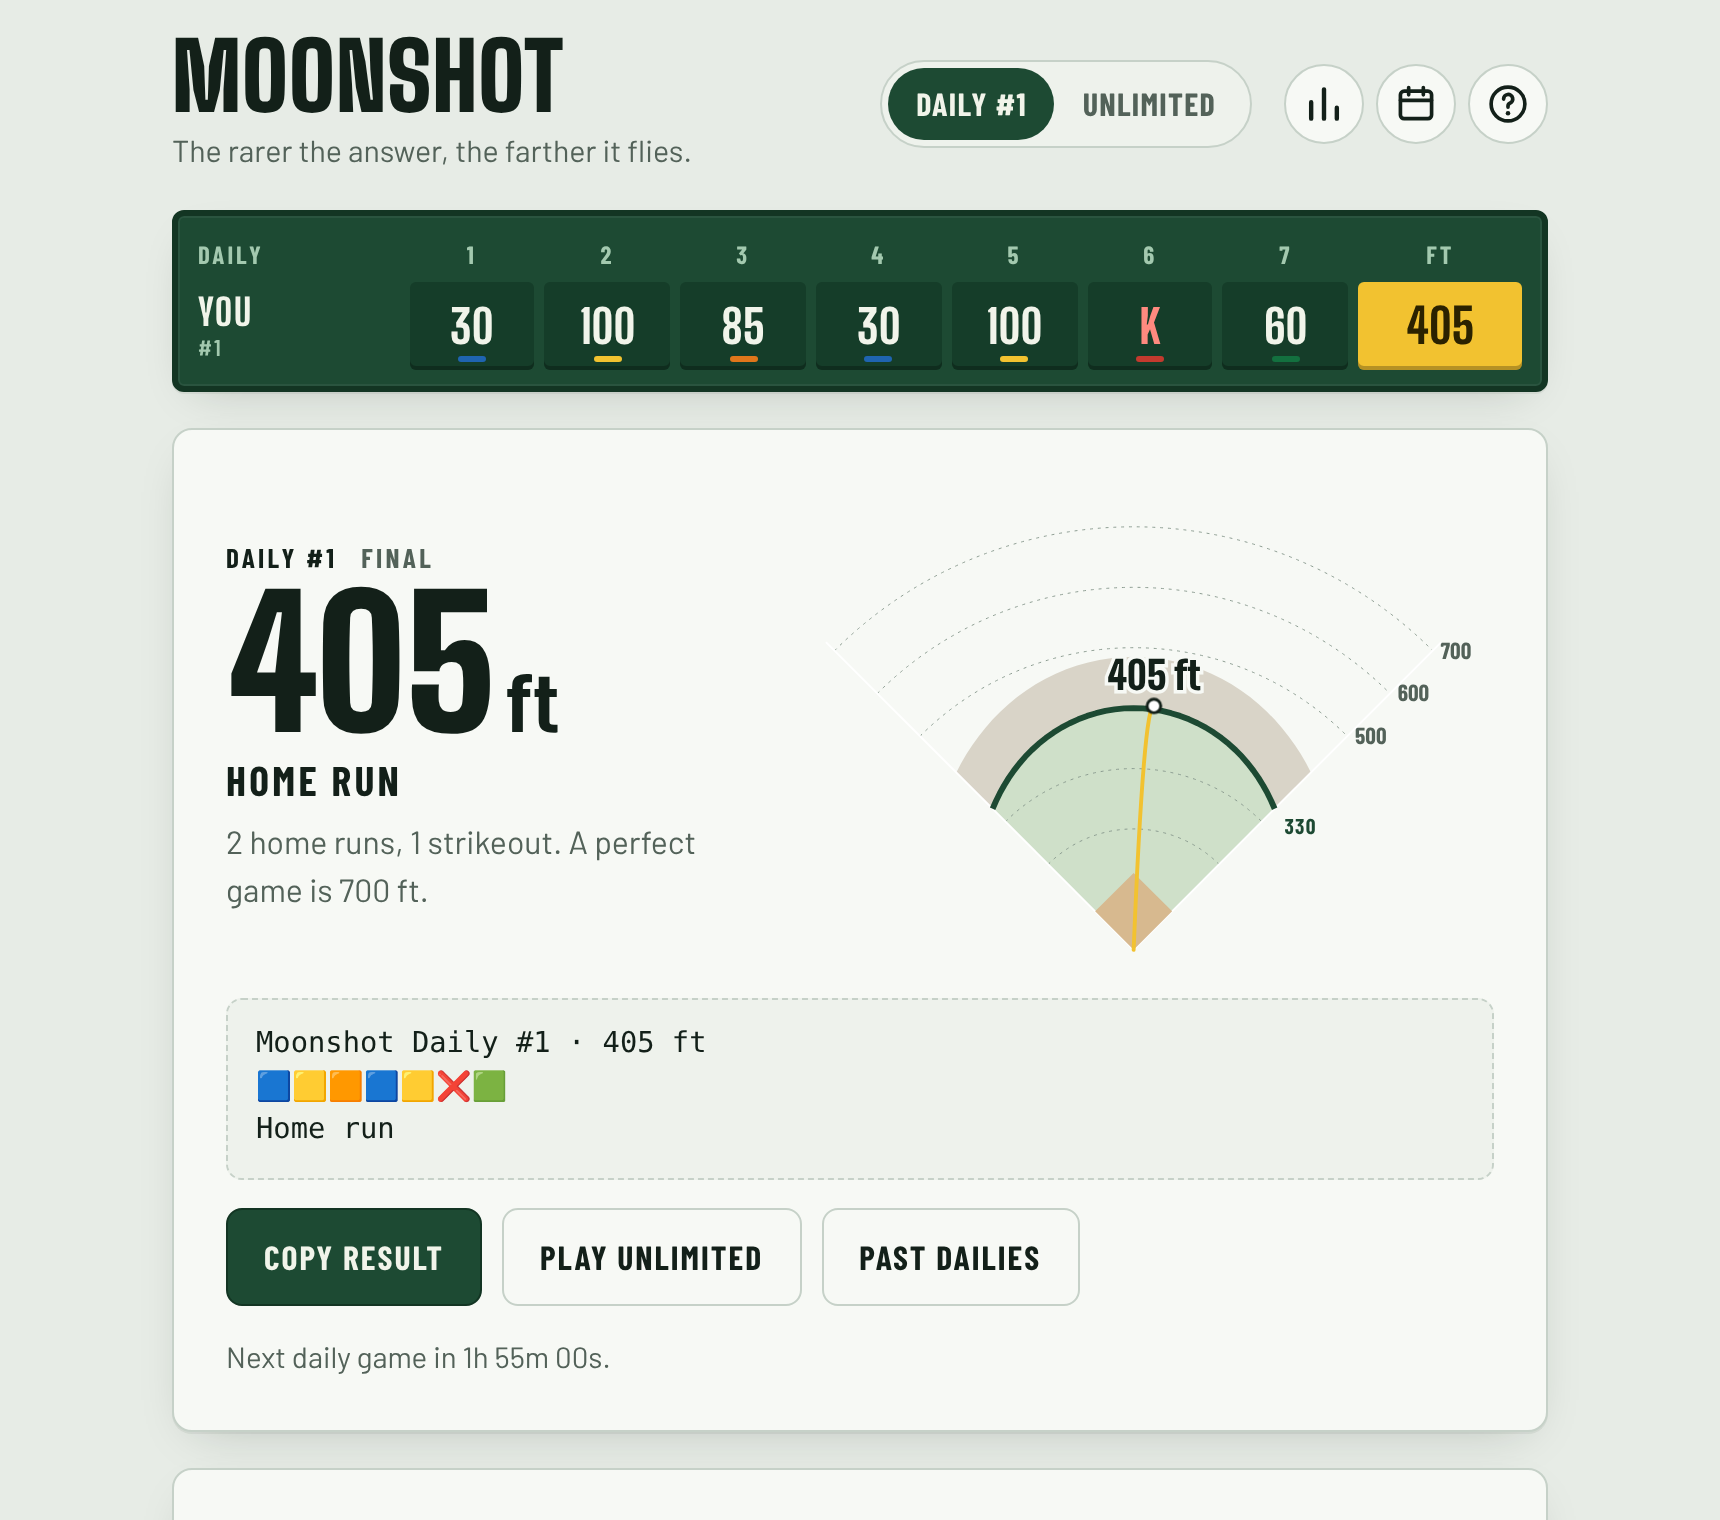 MOONSHOT
The rarer the answer, the farther it flies.
DAILY #1 UNLIMITED
DAILY 1 2 3 4 5 6 7 FT
YOU 30 100 85 30 100 K 60 405
#1
DAILY #1 FINAL
405 ft
HOME RUN
2 home runs, 1 strikeout. A perfect
game is 700 ft.
700
600
500
405 ft
330
Moonshot Daily #1 · 405 ft
🟦🟨🟧🟦🟨❌🟩
Home run
COPY RESULT PLAY UNLIMITED PAST DAILIES
Next daily game in 1h 55m 00s.